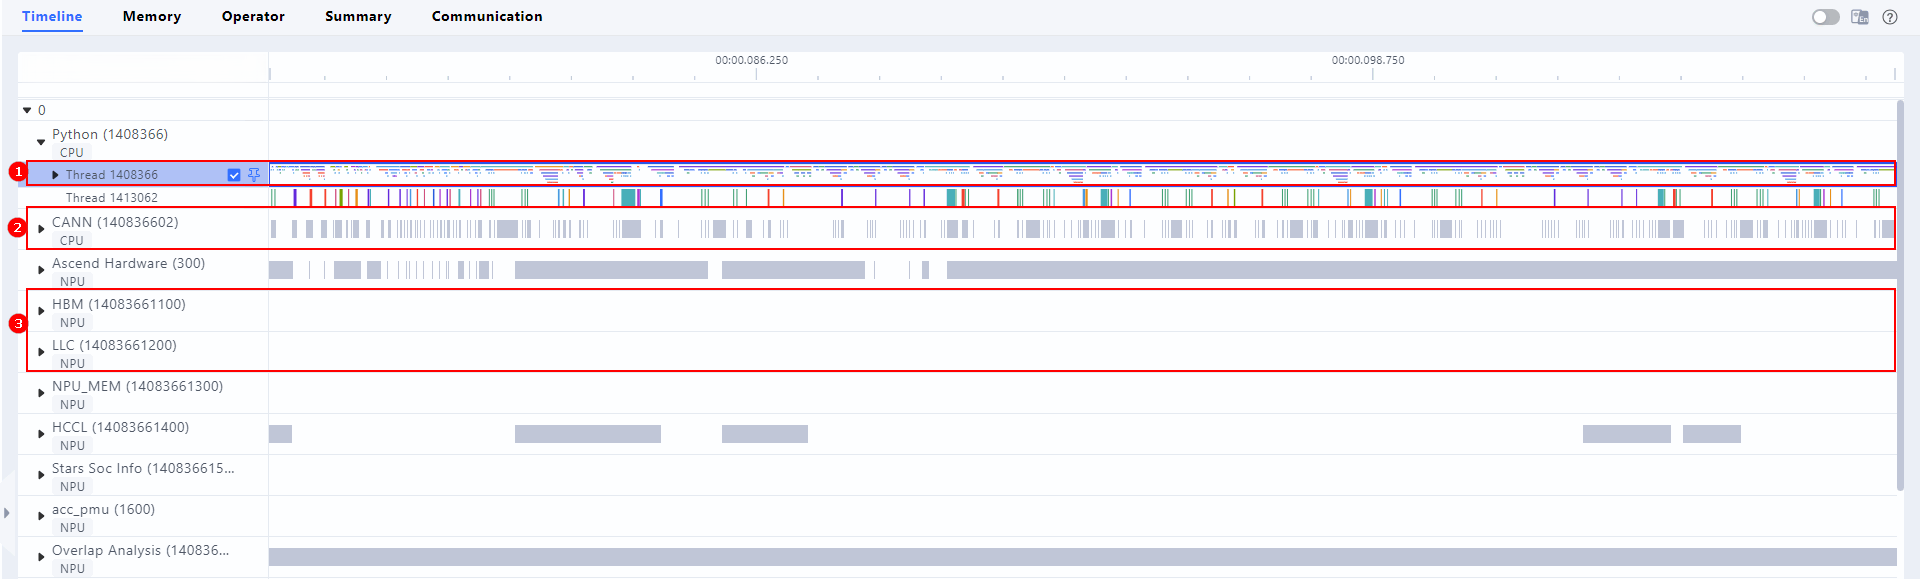 Timeline Memory Operator Summary Communication
00:00.086.250 00:00.098.750
0
Python (1408366)
CPU
1 Thread 1408366
Thread 1413062
2 CANN (140836602)
CPU
Ascend Hardware (300)
NPU
HBM (14083661100)
NPU
3
LLC (14083661200)
NPU
NPU_MEM (14083661300)
NPU
HCCL (14083661400)
NPU
Stars Soc Info (140836615...
NPU
acc_pmu (1600)
NPU
Overlap Analysis (140836...
NPU